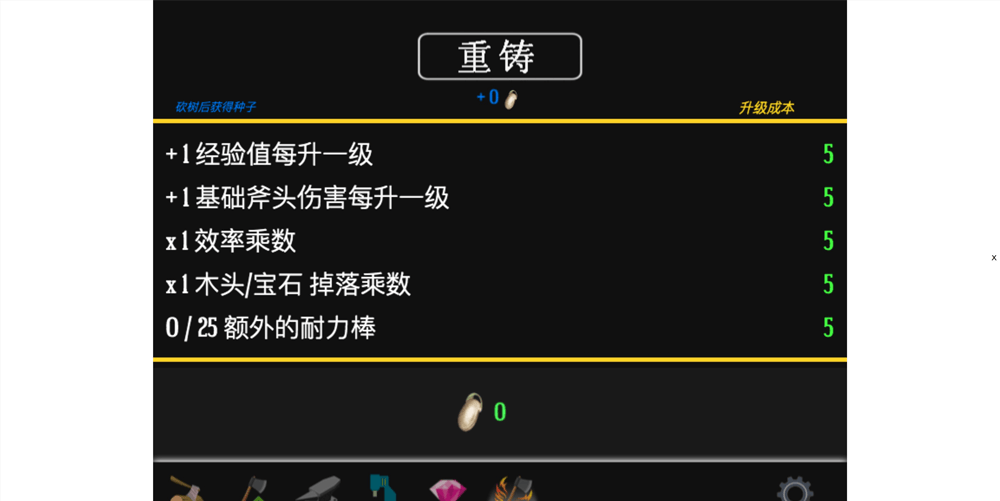 重铸
+0
砍树后获得种子
升级成本
+1 经验值每升一级 5
+1 基础斧头伤害每升一级 5
x1 效率乘数 5
x1 木头/宝石 掉落乘数 5
0 / 25 额外的耐力棒 5
0
x